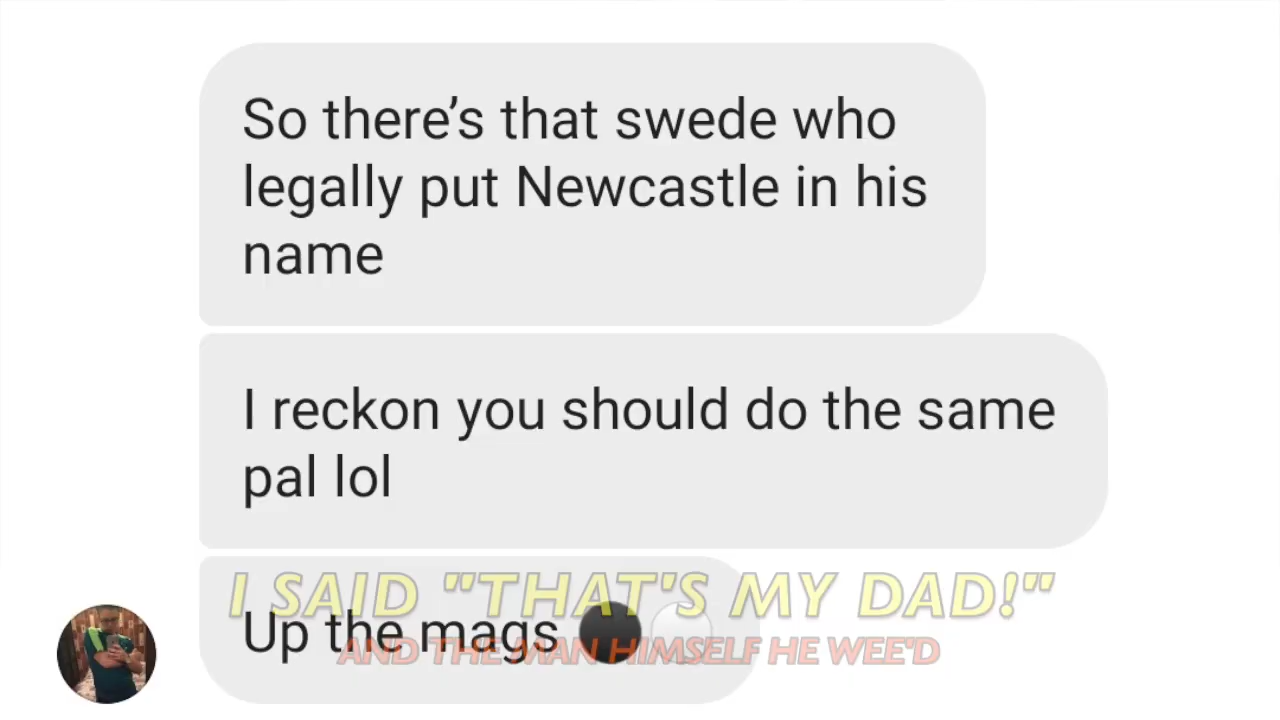 So there’s that swede who
legally put Newcastle in his
name
I reckon you should do the same
pal lol
I SAID "THAT'S MY DAD!"
Up the mags ⚫⚪
AND THE MAN HIMSELF HE WEE'D